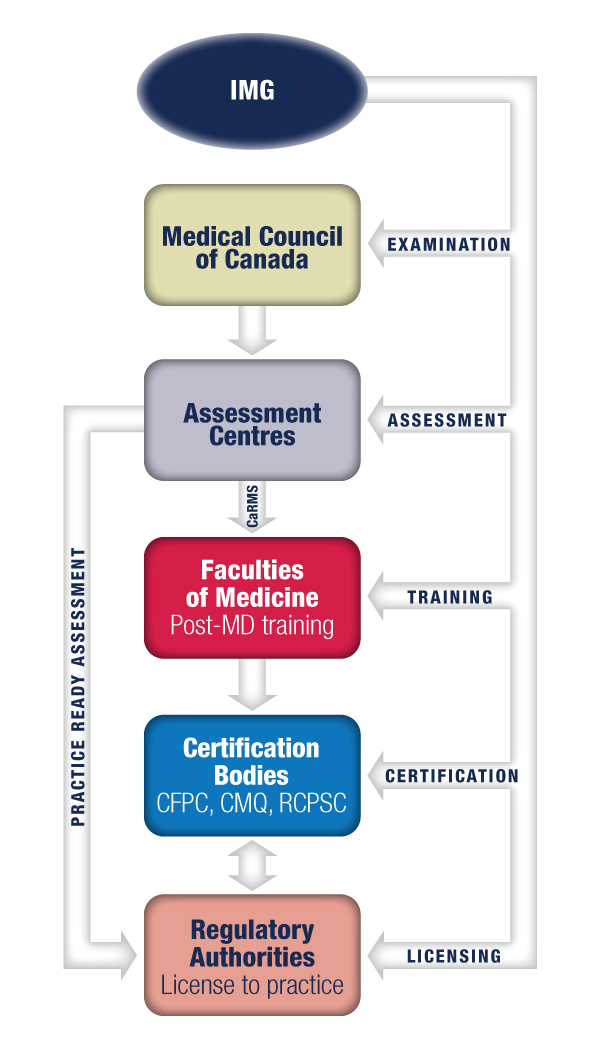 IMG
Medical Council
of Canada
EXAMINATION
Assessment
Centres
ASSESSMENT
CaRMS
Faculties
of Medicine
Post-MD training
TRAINING
PRACTICE READY ASSESSMENT
Certification
Bodies
CFPC, CMQ, RCPSC
CERTIFICATION
Regulatory
Authorities
License to practice
LICENSING